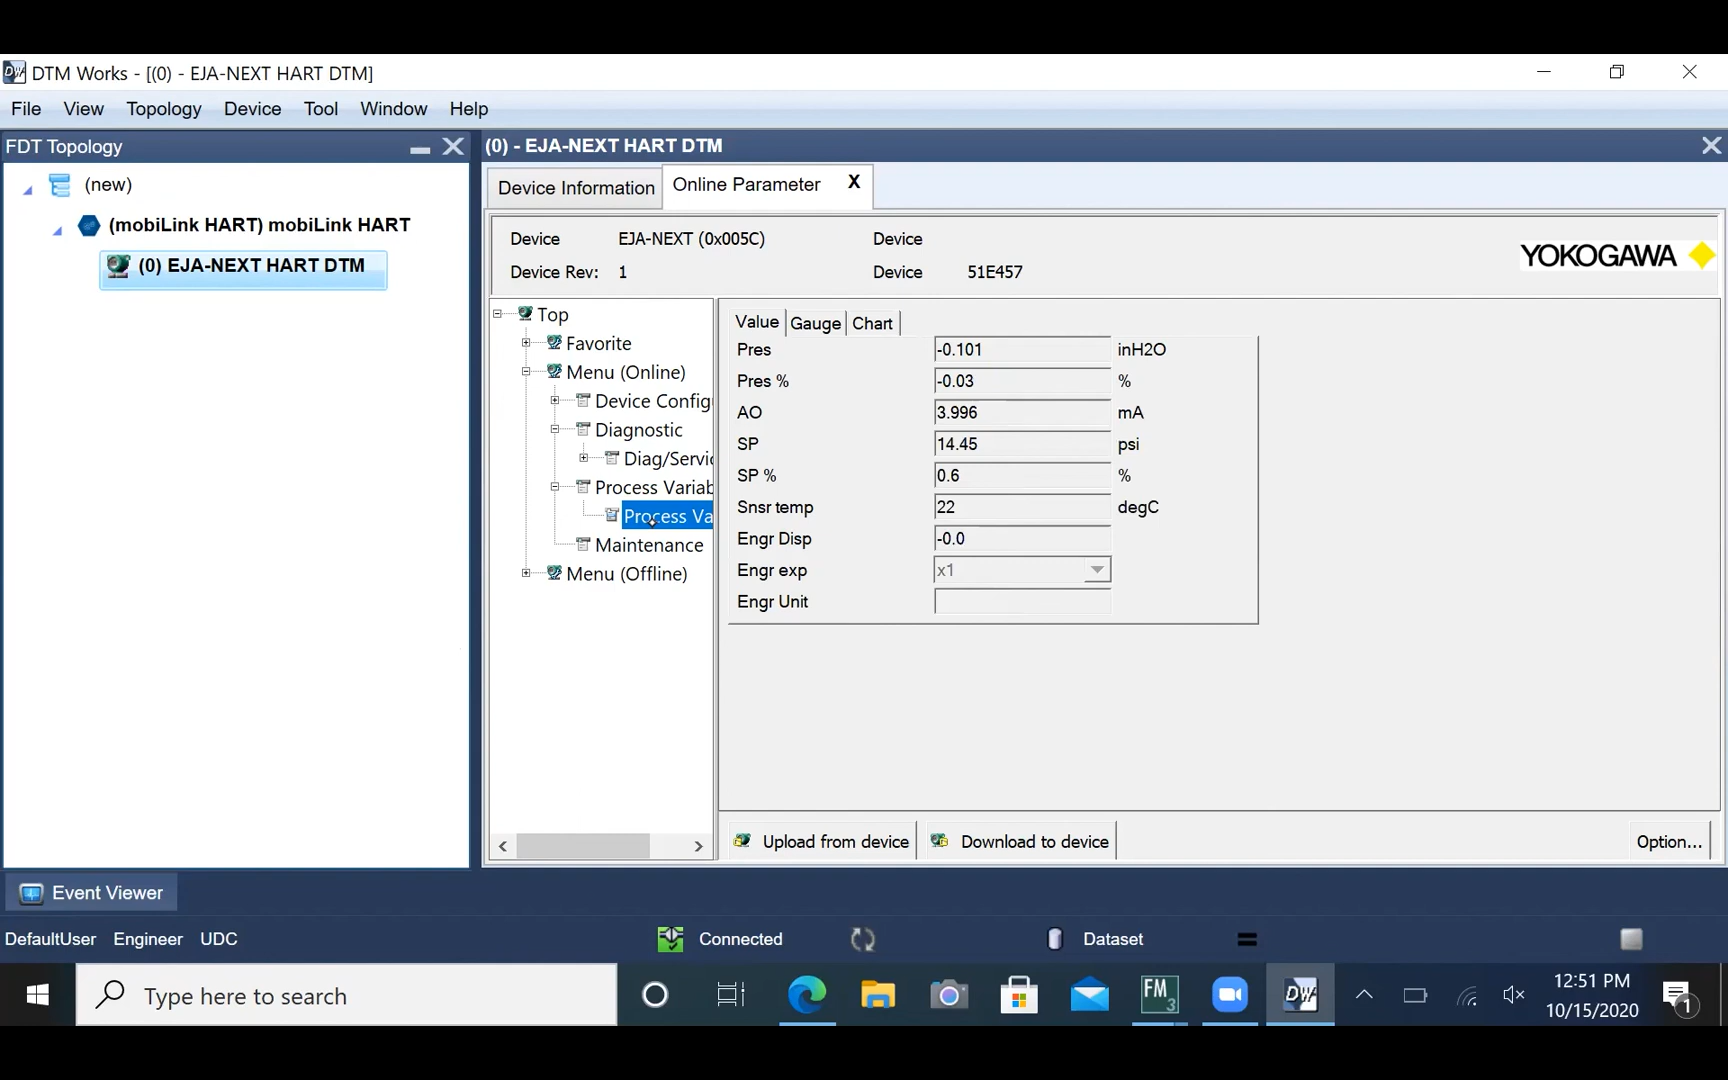 DTM Works - [(0) - EJA-NEXT HART DTM]
File View Topology Device Tool Window Help
FDT Topology
(new)
(mobiLink HART) mobiLink HART
(0) EJA-NEXT HART DTM
(0) - EJA-NEXT HART DTM
Device Information Online Parameter X
Device EJA-NEXT (0x005C) Device
Device Rev: 1 Device 51E457
YOKOGAWA
Top
Favorite
Menu (Online)
Device Config
Diagnostic
Diag/Servic
Process Variab
Process Va
Maintenance
Menu (Offline)
Value Gauge Chart
Pres -0.101 inH2O
Pres % -0.03 %
AO 3.996 mA
SP 14.45 psi
SP % 0.6 %
Snsr temp 22 degC
Engr Disp -0.0
Engr exp x1
Engr Unit
Upload from device Download to device Option...
Event Viewer
DefaultUser Engineer UDC Connected Dataset
Type here to search
FM 3
DW
12:51 PM
10/15/2020
1